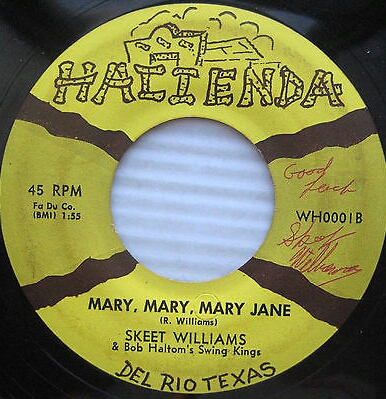 HACIENDA
45 RPM
Fa Du Co.
(BMI) 1:55
Good
Luck
WH0001B
Skeet
Williams
MARY, MARY, MARY JANE
(R. Williams)
SKEET WILLIAMS
& Bob Haltom's Swing Kings
DEL RIO TEXAS